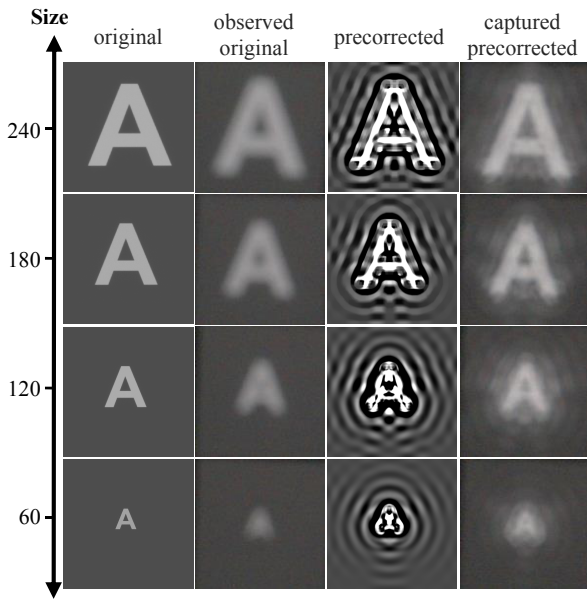 Size
original
observed
original
precorrected
captured
precorrected
240
A
A
A
A
180
A
A
A
A
120
A
A
A
A
60
A
A
A
A